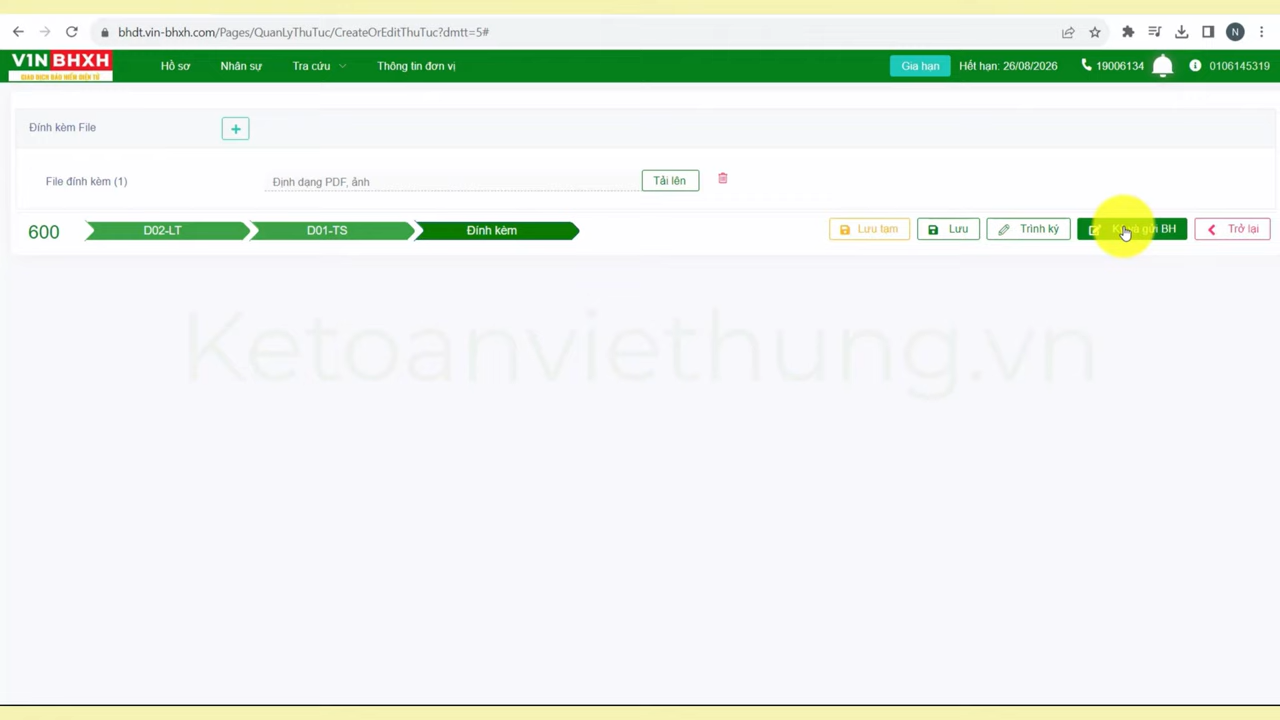 bhdt.vin-bhxh.com/Pages/QuanLyThuTuc/CreateOrEditThuTuc?dmtt=5#
N
V1N BHXH
GIAO DỊCH BẢO HIỂM ĐIỆN TỬ
Hồ sơ
Nhân sự
Tra cứu
Thông tin đơn vị
Gia hạn
Hết hạn: 26/08/2026
19006134
0106145319
Đính kèm File
+
File đính kèm (1)
Định dạng PDF, ảnh
Tải lên
600
D02-LT
D01-TS
Đính kèm
Lưu tạm
Lưu
Trình ký
gửi BH
Trở lại
Ketoanviethung.vn